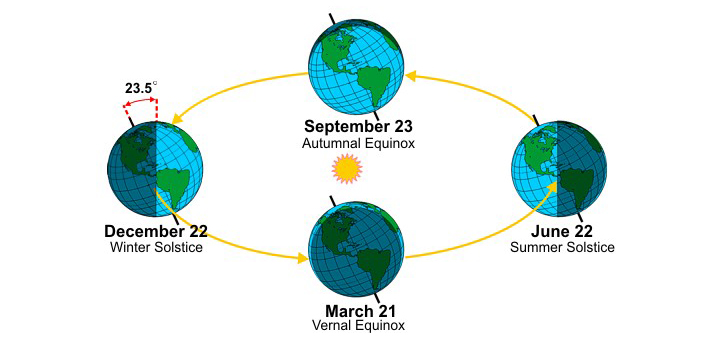 23.5°
September 23
Autumnal Equinox
December 22
Winter Solstice
June 22
Summer Solstice
March 21
Vernal Equinox